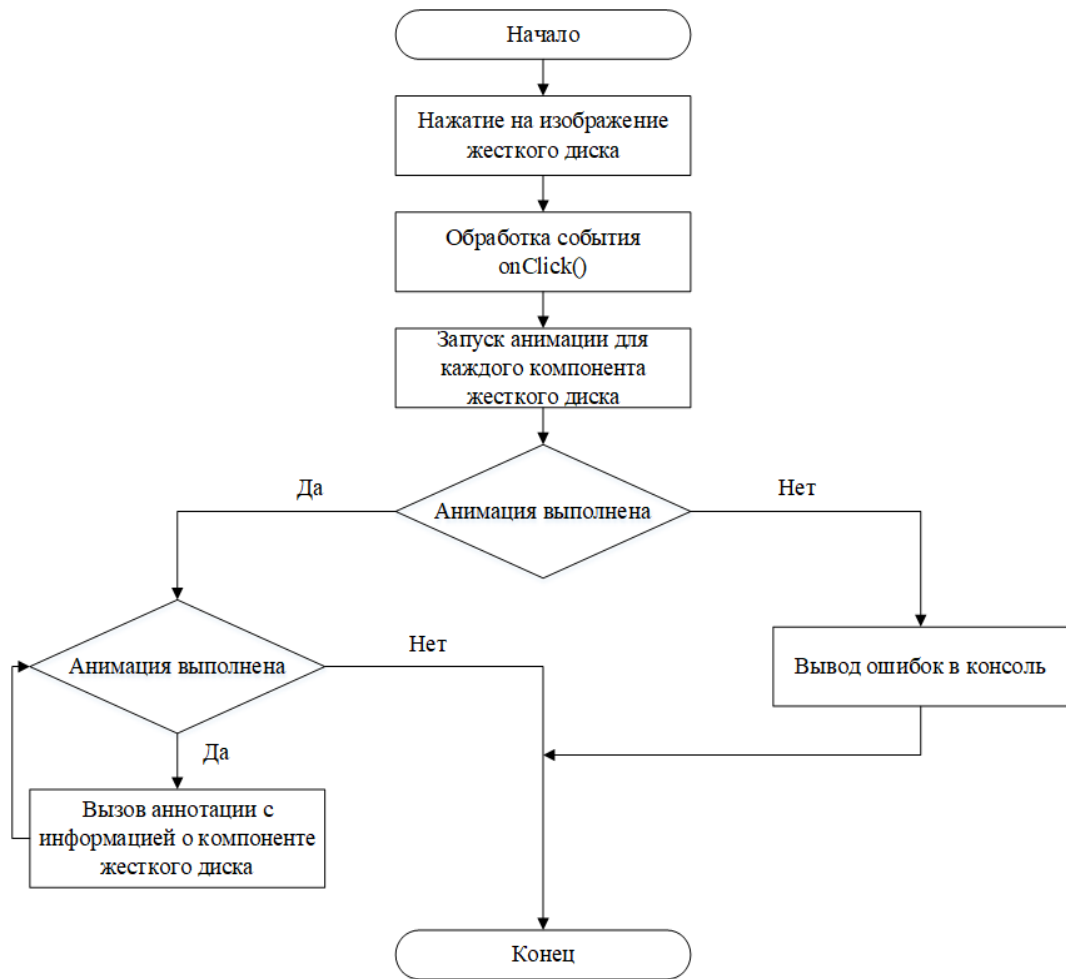 Начало
Нажатие на изображение
жесткого диска
Обработка события
onClick()
Запуск анимации для
каждого компонента
жесткого диска
Да
Нет
Анимация выполнена
Нет
Анимация выполнена
Вывод ошибок в консоль
Да
Вызов аннотации с
информацией о компоненте
жесткого диска
Конец